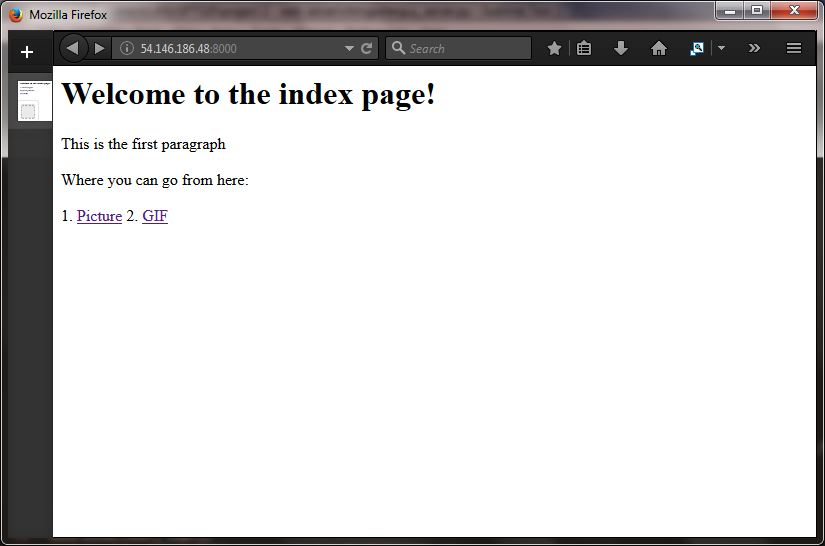 Mozilla Firefox
54.146.186.48:8000
Search
Welcome to the index page!
This is the first paragraph
Where you can go from here:
1. Picture 2. GIF